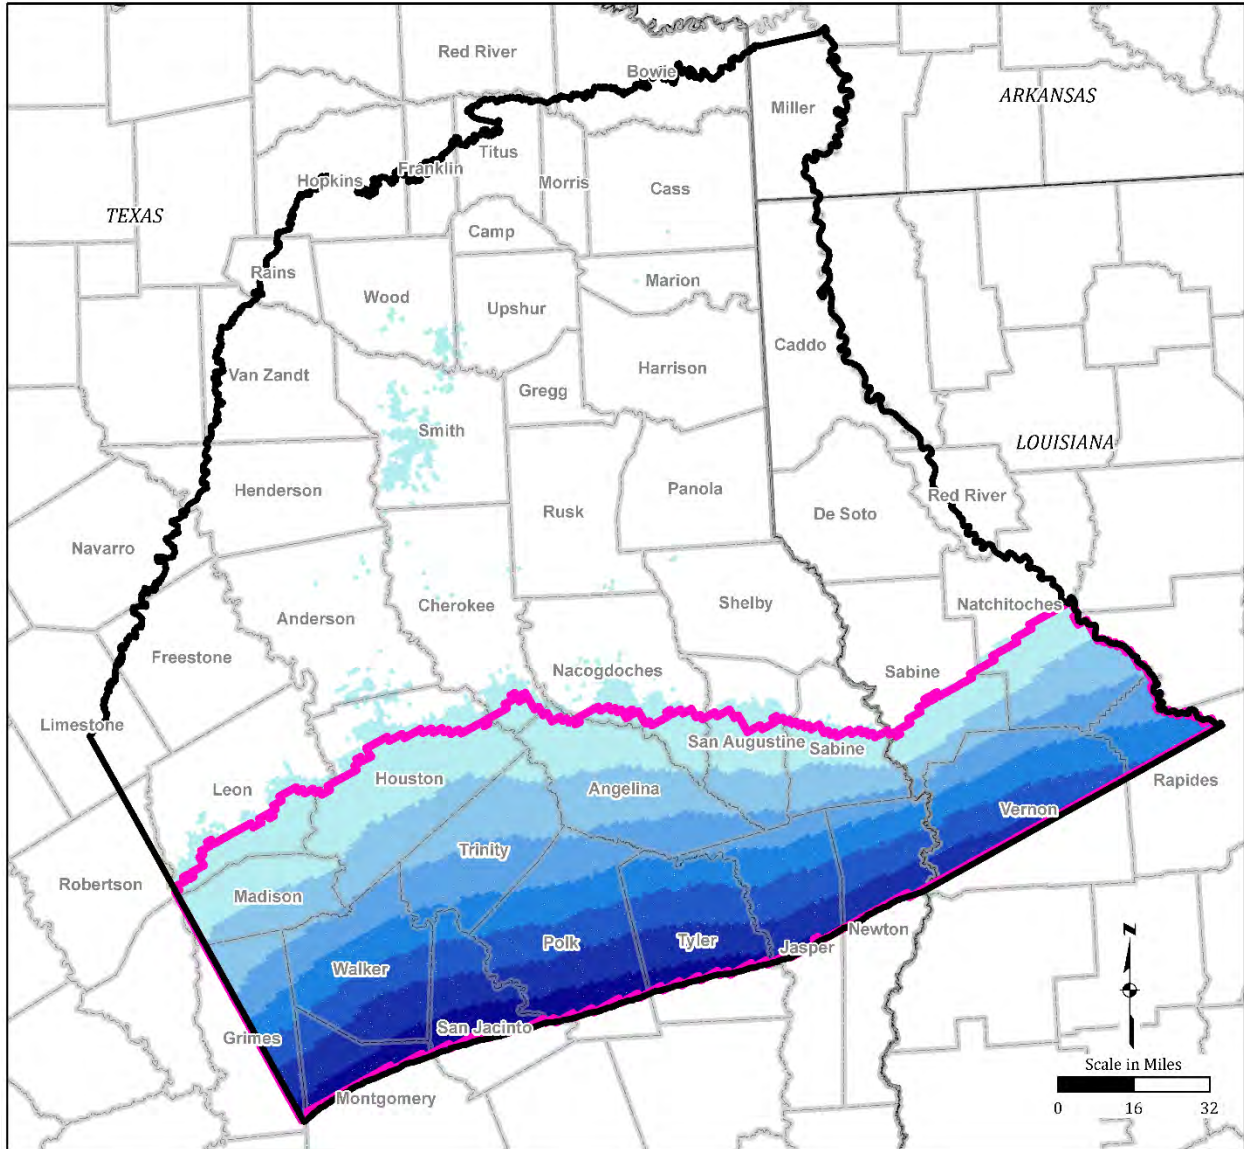 Red River
Bowie
ARKANSAS
Miller
Titus
Franklin
Hopkins
Morris
Cass
TEXAS
Camp
Rains
Marion
Wood
Upshur
Caddo
Van Zandt
Harrison
Gregg
Smith
LOUISIANA
Henderson
Panola
Red River
Rusk
De Soto
Navarro
Shelby
Natchitoches
Cherokee
Anderson
Freestone
Nacogdoches
Sabine
Limestone
San Augustine
Sabine
Houston
Leon
Angelina
Rapides
Vernon
Trinity
Robertson
Madison
N
Newton
Polk
Tyler
Jasper
Walker
San Jacinto
Grimes
Scale in Miles
Montgomery
0 16 32